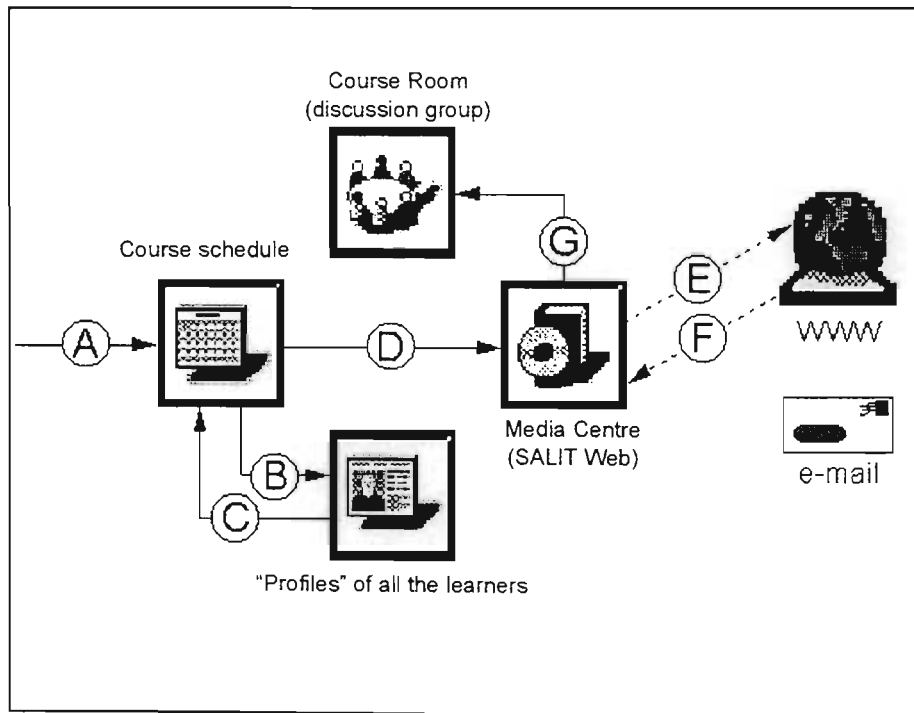 Course Room
(discussion group)
Course schedule
G
E
A
D
F
WWW
Media Centre
(SALIT Web)
B
e-mail
C
"Profiles" of all the learners